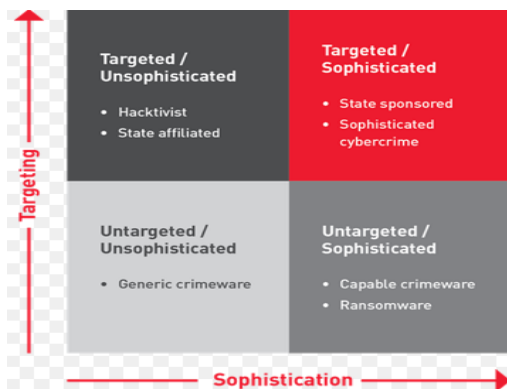 Targeting
Targeted /
Unsophisticated
• Hacktivist
• State affiliated
Targeted /
Sophisticated
• State sponsored
• Sophisticated
cybercrime
Untargeted /
Unsophisticated
• Generic crimeware
Untargeted /
Sophisticated
• Capable crimeware
• Ransomware
Sophistication